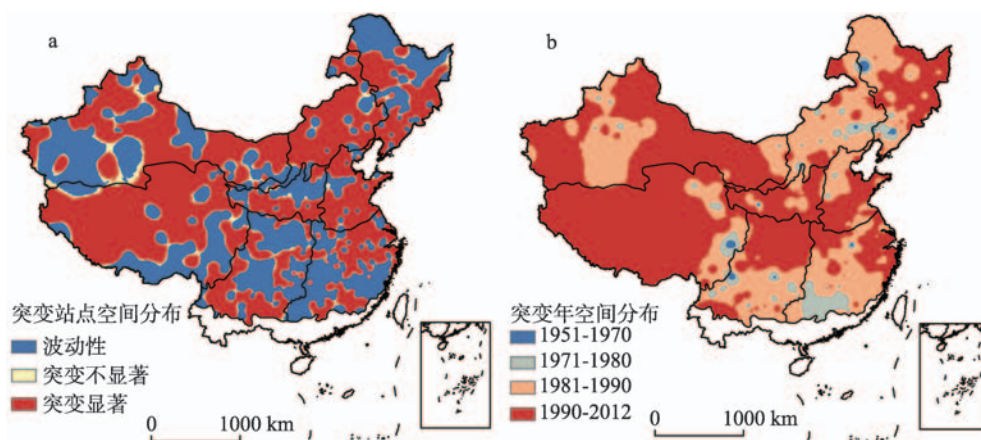 a
突变站点空间分布
波动性
突变不显著
突变显著
0 1000 km
b
突变年空间分布
1951-1970
1971-1980
1981-1990
1990-2012
0 1000 km